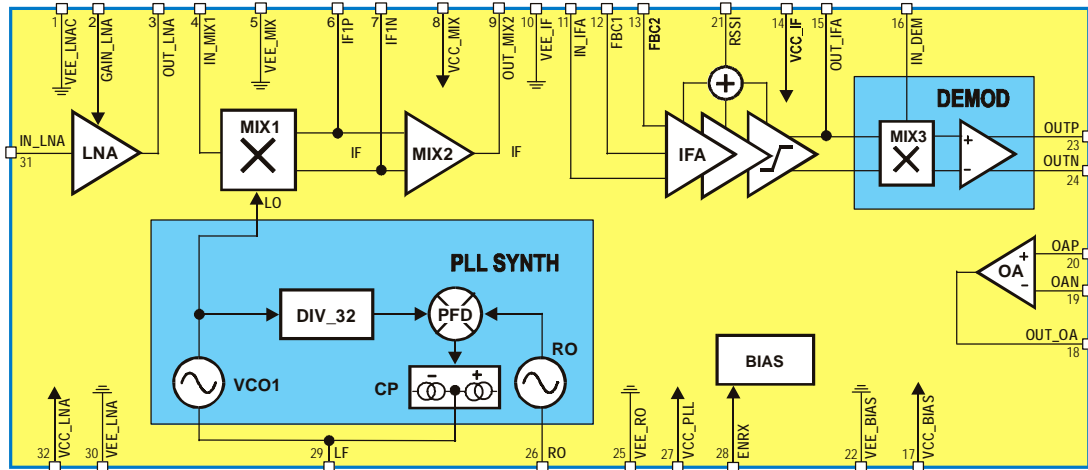 1 VEE_LNAC
2 GAIN_LNA
3 OUT_LNA
4 IN_MIX1
5 VEE_MIX
6 IF1P
7 IF1N
8 VCC_MIX
9 OUT_MIX2
10 VEE_IF
11 IN_IFA
12 FBC1
13 FBC2
21 RSSI
14 VCC_IF
15 OUT_IFA
16 IN_DEM
IN_LNA
31
LNA
MIX1
IF
MIX2
IF
IFA
+
DEMOD
MIX3
+
−
OUTP
23
OUTN
24
LO
PLL SYNTH
DIV_32
PFD
VCO1
CP
− +
RO
BIAS
OA
+
−
OAP
20
OAN
19
OUT_OA
18
32 VCC_LNA
30 VEE_LNA
29 LF
26 RO
25 VEE_RO
27 VCC_PLL
28 ENRX
22 VEE_BIAS
17 VCC_BIAS